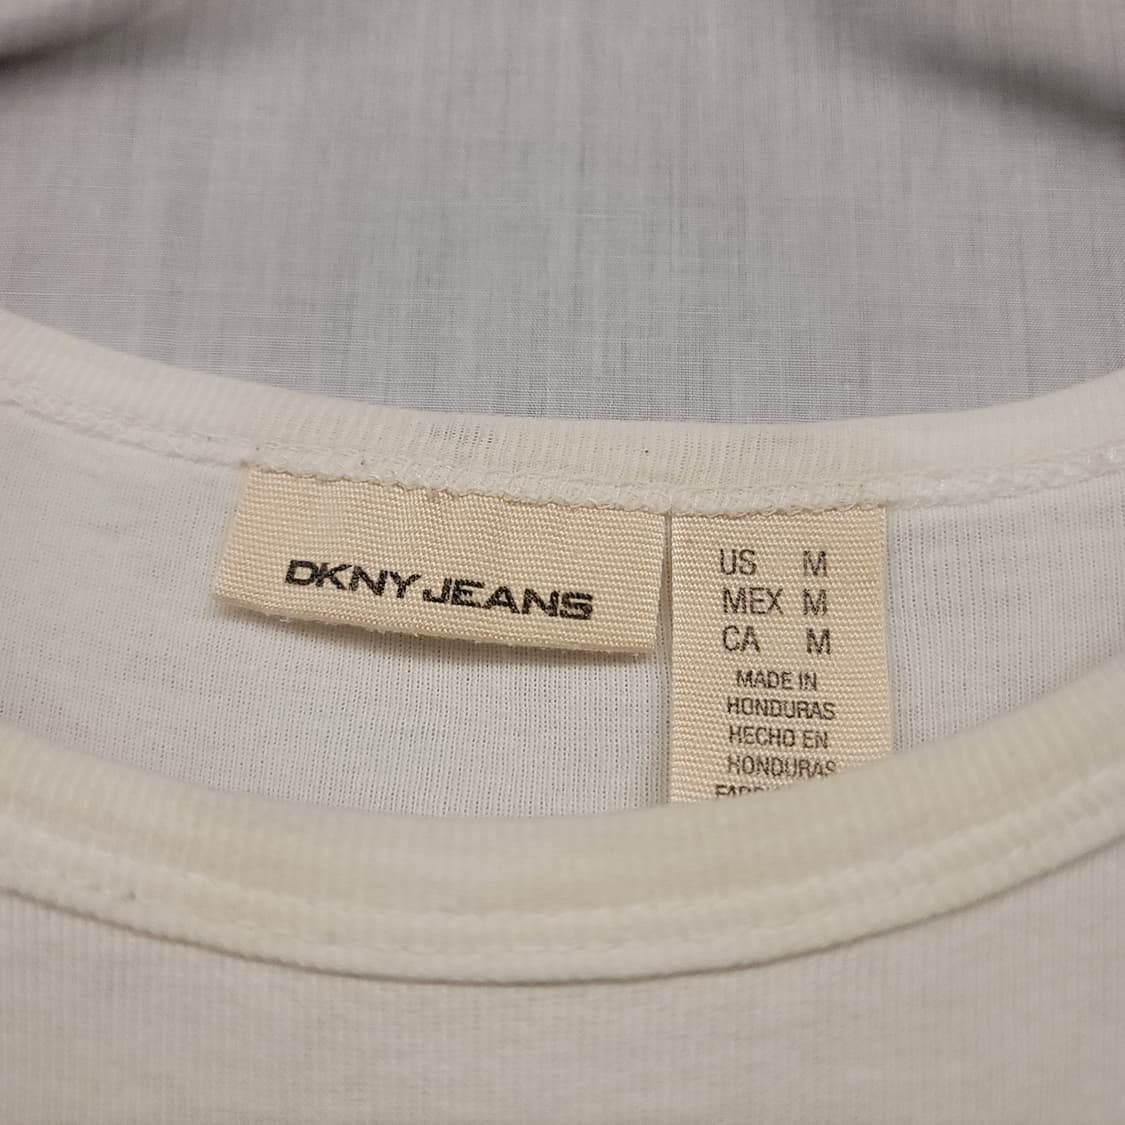 DKNY JEANS
US M
MEX M
CA M
MADE IN
HONDURAS
HECHO EN
HONDURAS